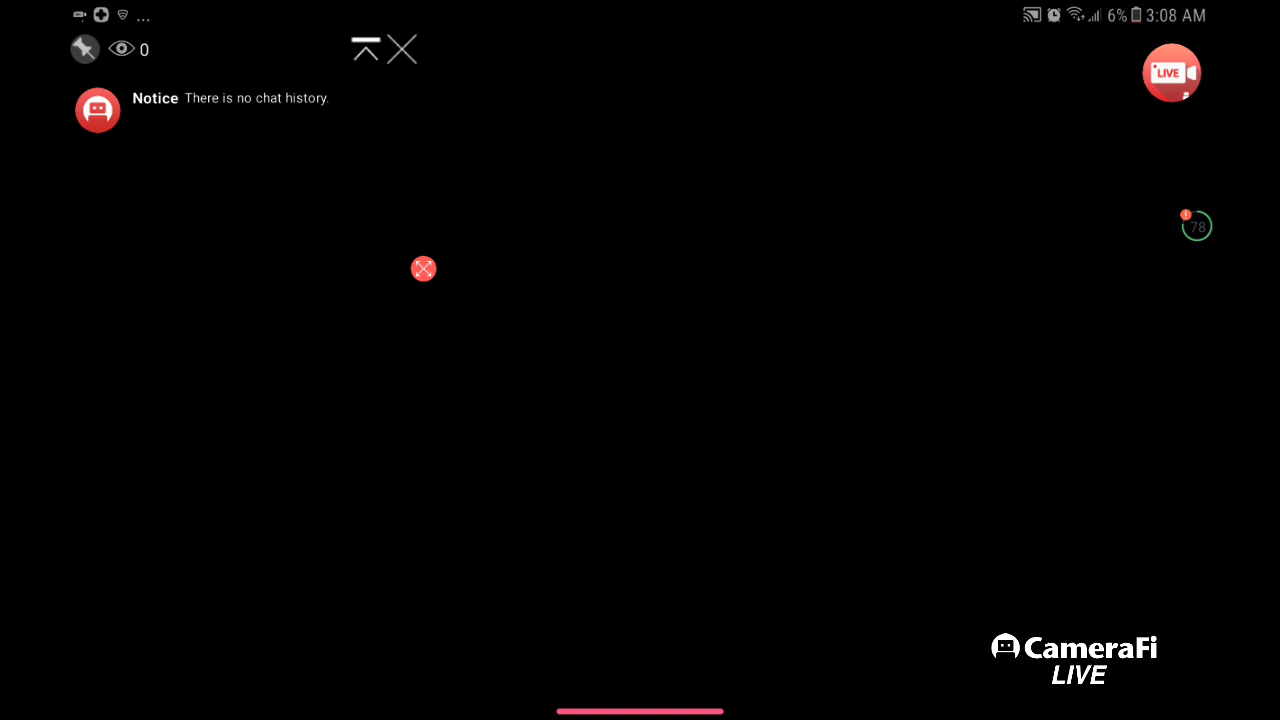 ... 6% 3:08 AM
0
LIVE
Notice There is no chat history.
78
CameraFi
LIVE